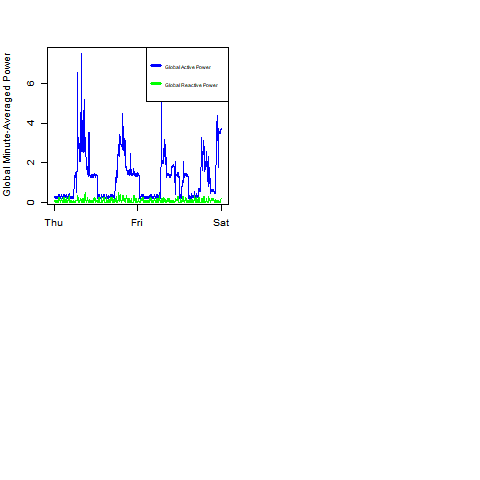 Global Minute-Averaged Power
6
4
2
0
Global Active Power
Global Reactive Power
Thu Fri Sat